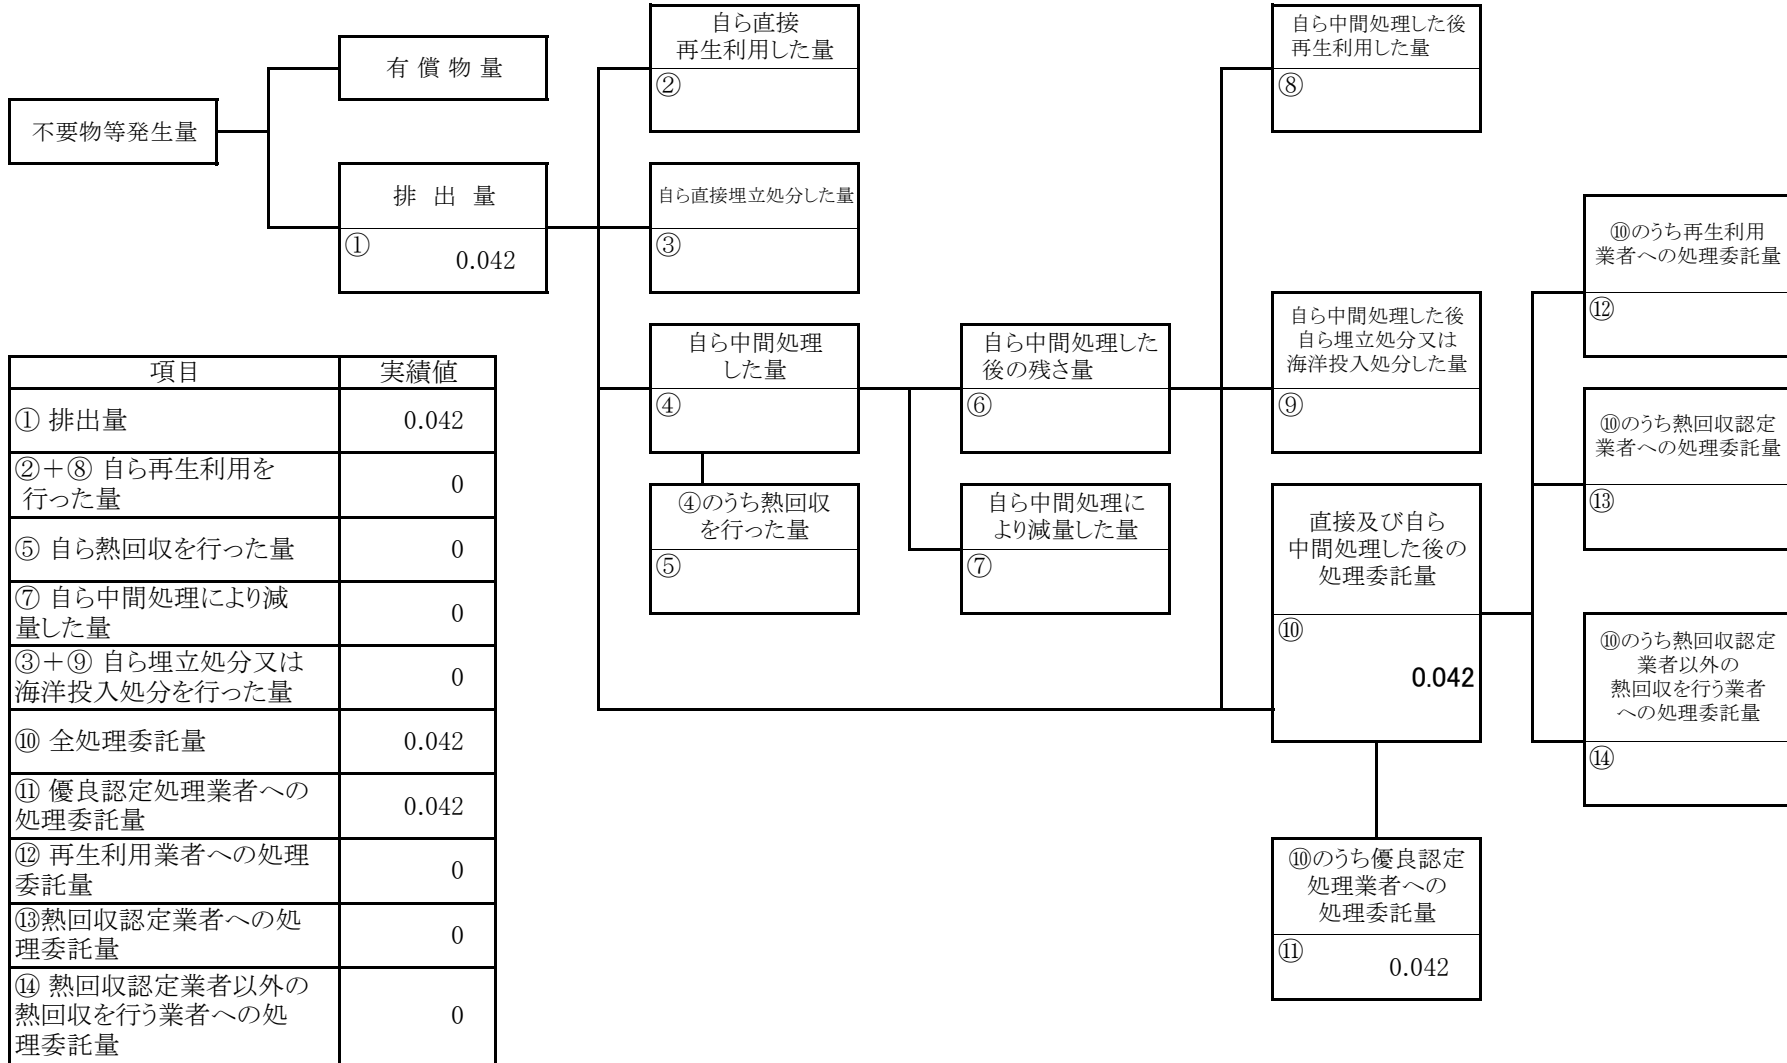 不要物等発生量
有 償 物 量
排 出 量
①
0.042
自ら直接
再生利用した量
②
自ら直接埋立処分した量
③
自ら中間処理
した量
④
④のうち熱回収
を行った量
⑤
自ら中間処理した
後の残さ量
⑥
自ら中間処理に
より減量した量
⑦
自ら中間処理した後
再生利用した量
⑧
自ら中間処理した後
自ら埋立処分又は
海洋投入処分した量
⑨
直接及び自ら
中間処理した後の
処理委託量
⑩
0.042
⑩のうち優良認定
処理業者への
処理委託量
⑪
0.042
⑩のうち再生利用
業者への処理委託量
⑫
⑩のうち熱回収認定
業者への処理委託量
⑬
⑩のうち熱回収認定
業者以外の
熱回収を行う業者
への処理委託量
⑭
項目 実績値
① 排出量 0.042
②+⑧ 自ら再生利用を
行った量 0
⑤ 自ら熱回収を行った量 0
⑦ 自ら中間処理により減
量した量 0
③+⑨ 自ら埋立処分又は
海洋投入処分を行った量 0
⑩ 全処理委託量 0.042
⑪ 優良認定処理業者への
処理委託量 0.042
⑫ 再生利用業者への処理
委託量 0
⑬熱回収認定業者への処
理委託量 0
⑭ 熱回収認定業者以外の
熱回収を行う業者への処
理委託量 0